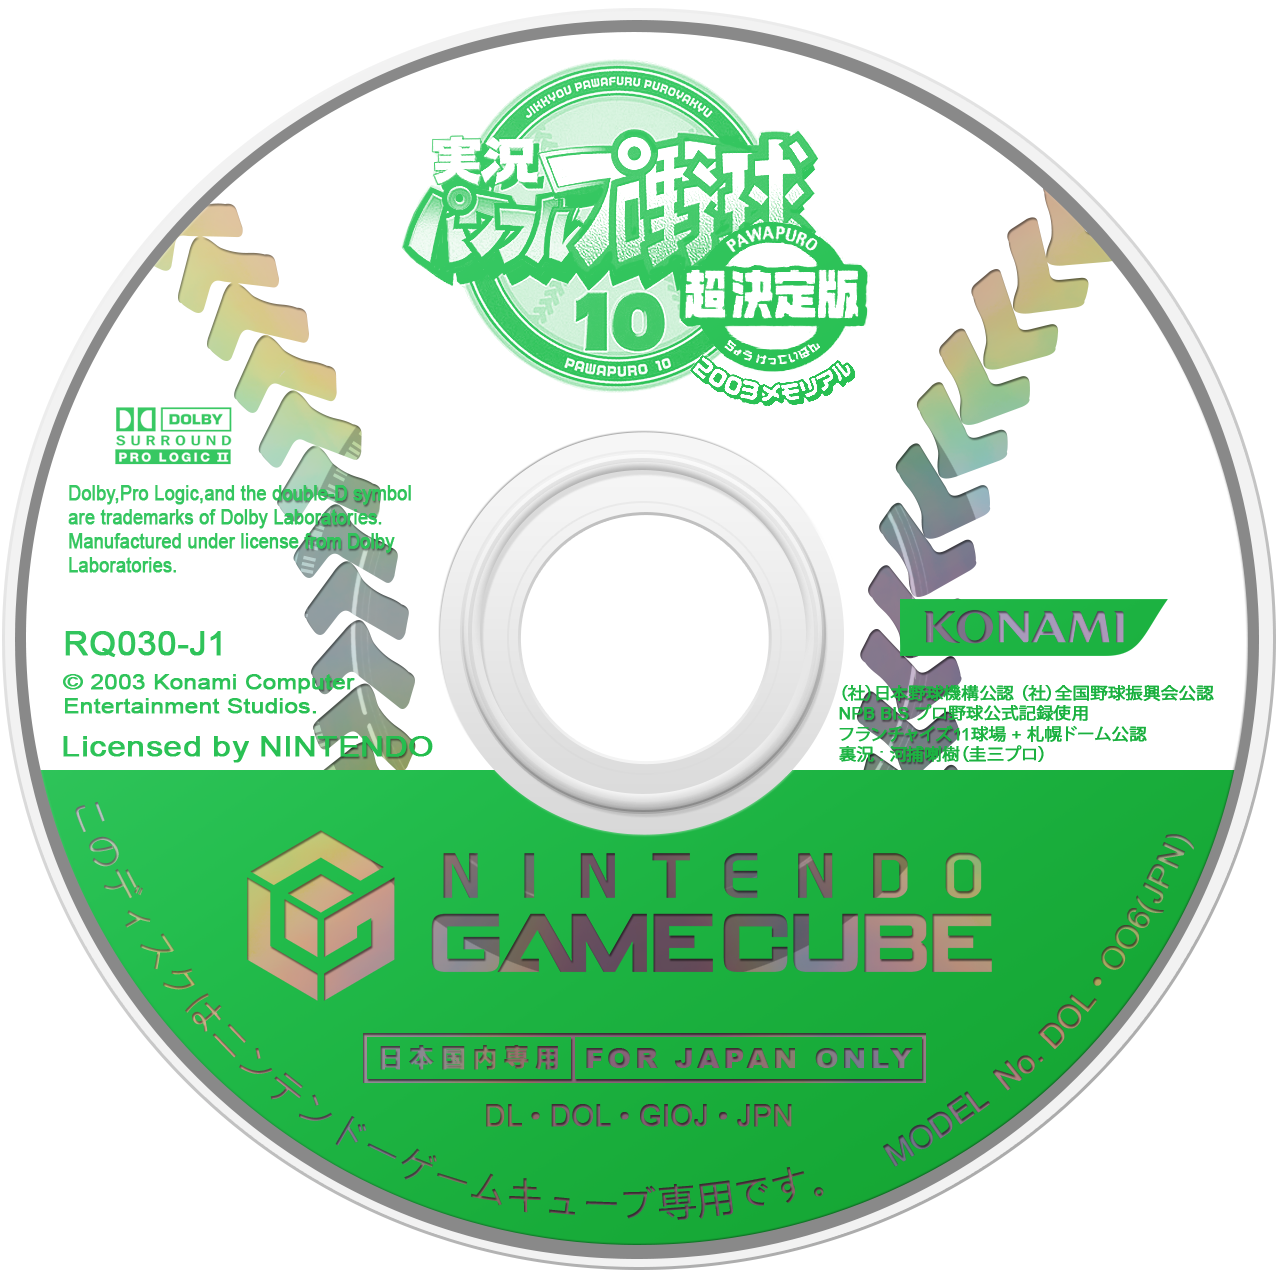 JIKKYOU PAWAFURU PUROYAKYU
実況
パワフルプロ野球
10
PAWAPURO 10
PAWAPURO
超決定版
ちょうけっていばん
2003メモリアル
DOLBY
SURROUND
PRO LOGIC II
Dolby,Pro Logic,and the double-D symbol
are trademarks of Dolby Laboratories.
Manufactured under license from Dolby
Laboratories.
RQ030-J1
© 2003 Konami Computer
Entertainment Studios.
Licensed by NINTENDO
KONAMI
(社)日本野球機構公認 (社)全国野球振興会公認
NPB BIS プロ野球公式記録使用
フランチャイズ11球場 + 札幌ドーム公認
(圭三プロ)
NINTENDO
GAMECUBE
日本国内専用 FOR JAPAN ONLY
DL・DOL・GIOJ・JPN
このディスクはニンテンドーゲームキューブ専用です。
MODEL No. DOL・OO6(JPN)